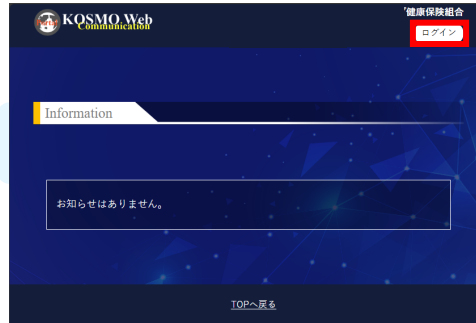 KOSMO Web
Communication
健康保険組合
ログイン
Information
お知らせはありません。
TOPへ戻る